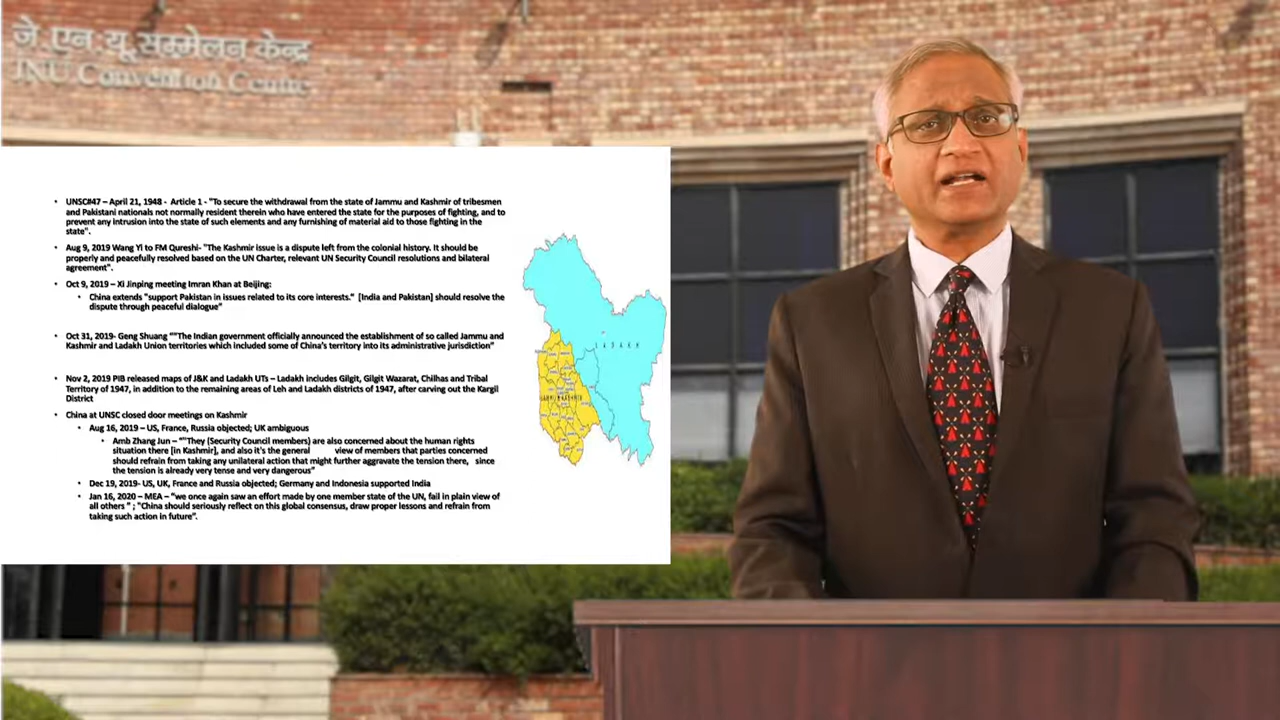 जे.एन.यू.सम्मेलन केन्द्र
JNU Convention Centre
• UNSC#47 – April 21, 1948 - Article 1 - "To secure the withdrawal from the state of Jammu and Kashmir of tribesmen
and Pakistani nationals not normally resident therein who have entered the state for the purposes of fighting, and to
prevent any intrusion into the state of such elements and any furnishing of material aid to those fighting in the
state".
• Aug 9, 2019 Wang Yi to FM Qureshi- "The Kashmir issue is a dispute left from the colonial history. It should be
properly and peacefully resolved based on the UN Charter, relevant UN Security Council resolutions and bilateral
agreement".
• Oct 9, 2019 – Xi Jinping meeting Imran Khan at Beijing:
• China extends "support Pakistan in issues related to its core interests." [India and Pakistan] should resolve the
dispute through peaceful dialogue"
• Oct 31, 2019- Geng Shuang ""The Indian government officially announced the establishment of so called Jammu and
Kashmir and Ladakh Union territories which included some of China's territory into its administrative jurisdiction"
• Nov 2, 2019 PIB released maps of J&K and Ladakh UTs – Ladakh includes Gilgit, Gilgit Wazarat, Chilhas and Tribal
Territory of 1947, in addition to the remaining areas of Leh and Ladakh districts of 1947, after carving out the Kargil
District
• China at UNSC closed door meetings on Kashmir
• Aug 16, 2019 – US, France, Russia objected; UK ambiguous
• Amb Zhang Jun – ""They (Security Council members) are also concerned about the human rights
situation there [in Kashmir], and also it's the general view of members that parties concerned
should refrain from taking any unilateral action that might further aggravate the tension there, since
the tension is already very tense and very dangerous"
• Dec 19, 2019- US, UK, France and Russia objected; Germany and Indonesia supported India
• Jan 16, 2020 – MEA – "we once again saw an effort made by one member state of the UN, fail in plain view of
all others " ; "China should seriously reflect on this global consensus, draw proper lessons and refrain from
taking such action in future".
LADAKH